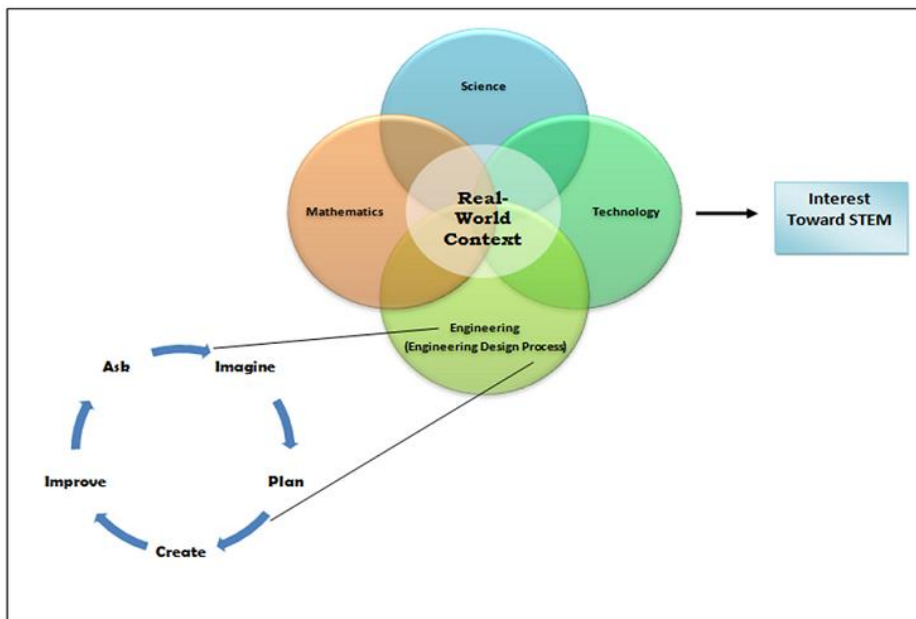 Science
Mathematics
Real-
World
Context
Technology
Interest
Toward STEM
Engineering
(Engineering Design Process)
Ask
Imagine
Improve
Plan
Create